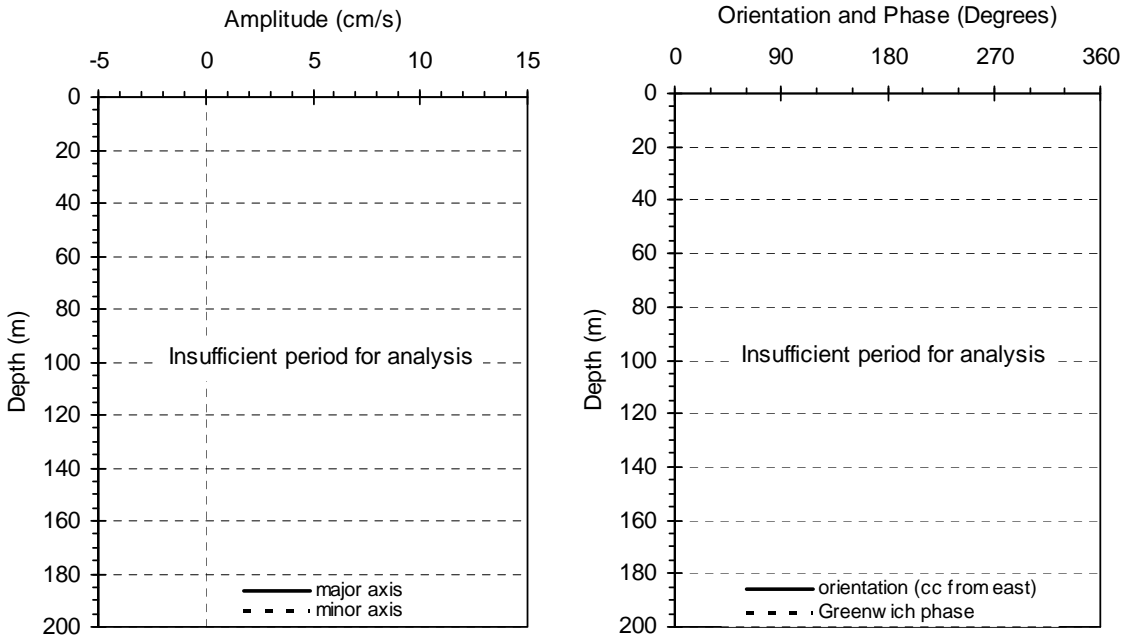 Amplitude (cm/s)
-5 0 5 10 15
0
20
40
60
80
100
120
140
160
180
200
Depth (m)
Insufficient period for analysis
major axis
minor axis
Orientation and Phase (Degrees)
0 90 180 270 360
0
20
40
60
80
100
120
140
160
180
200
Depth (m)
Insufficient period for analysis
orientation (cc from east)
Greenwich phase